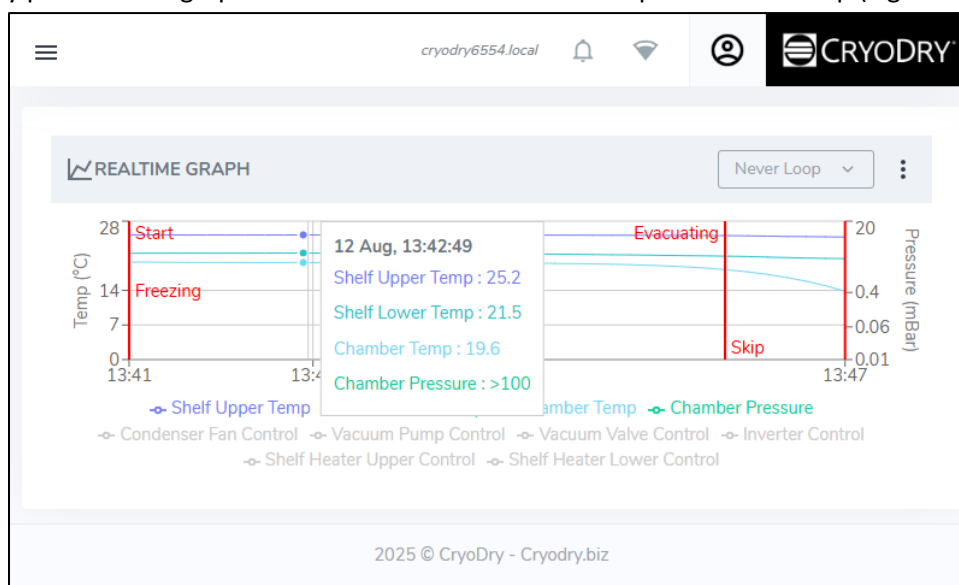 cryodry6554.local
CRYODRY
REALTIME GRAPH
Never Loop
28
14
7
0
Temp (°C)
Start
Freezing
12 Aug, 13:42:49
Shelf Upper Temp : 25.2
Shelf Lower Temp : 21.5
Chamber Temp : 19.6
Chamber Pressure : >100
Evacuating
Skip
20
0.4
0.06
0.01
Pressure (mBar)
13:41
13:47
Shelf Upper Temp Temp Chamber Pressure
Condenser Fan Control Vacuum Pump Control Vacuum Valve Control Inverter Control
Shelf Heater Upper Control Shelf Heater Lower Control
2025 © CryoDry - Cryodry.biz